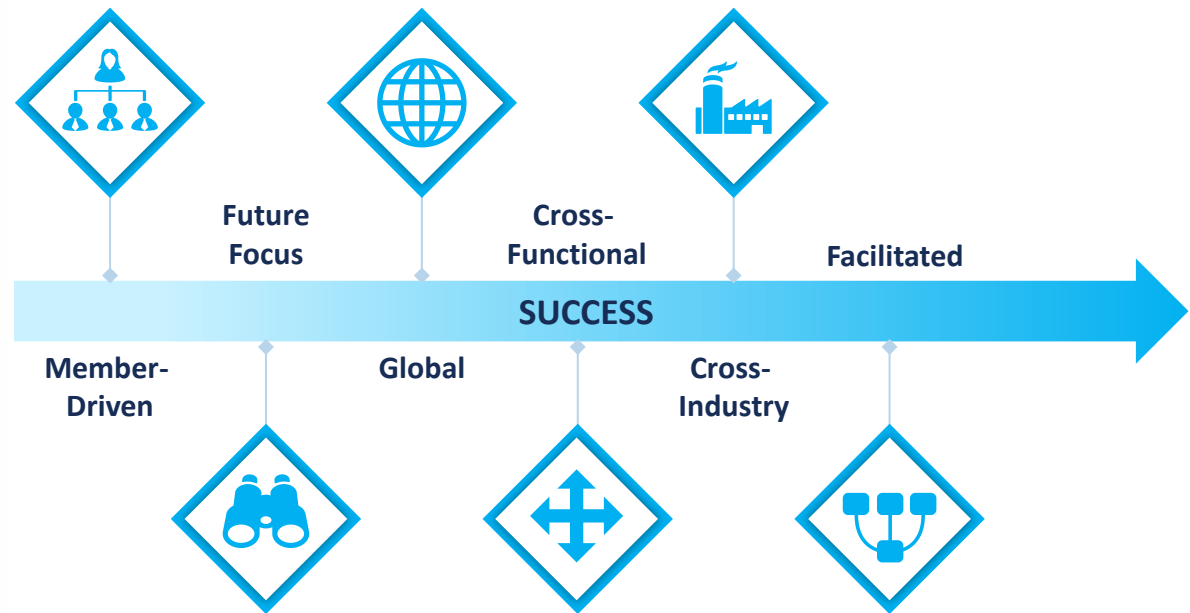 Future
Focus
Cross-
Functional
Facilitated
SUCCESS
Member-
Driven
Global
Cross-
Industry